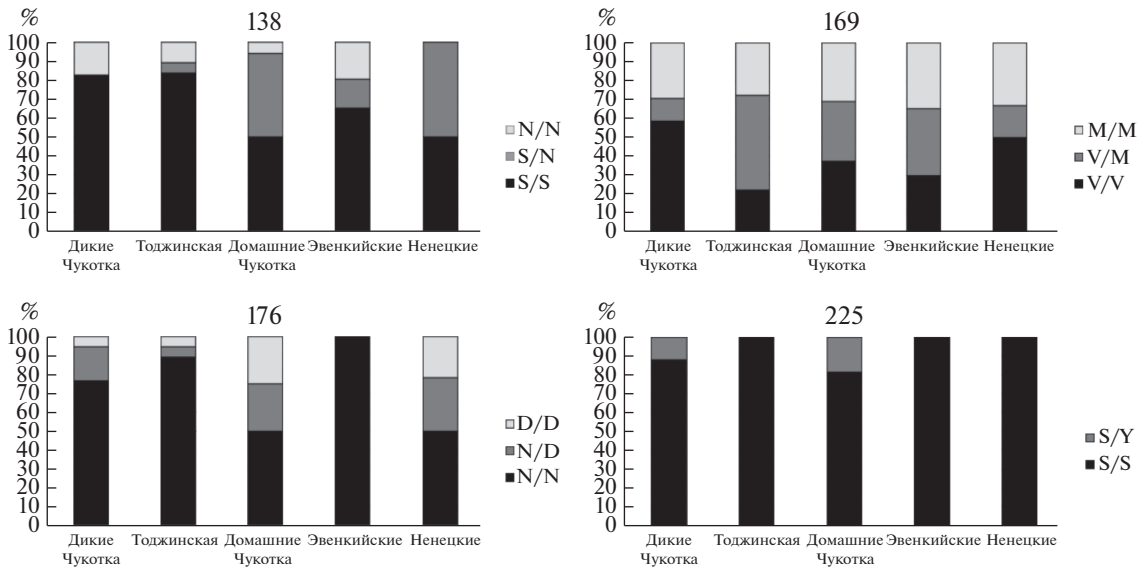 %
138
100
90
80
70
60
50
40
30
20
10
0
N/N
S/N
S/S
Дикие Чукотка
Тоджинская
Домашние Чукотка
Эвенкийские
Ненецкие
%
169
100
90
80
70
60
50
40
30
20
10
0
M/M
V/M
V/V
Дикие Чукотка
Тоджинская
Домашние Чукотка
Эвенкийские
Ненецкие
%
176
100
90
80
70
60
50
40
30
20
10
0
D/D
N/D
N/N
Дикие Чукотка
Тоджинская
Домашние Чукотка
Эвенкийские
Ненецкие
%
225
100
90
80
70
60
50
40
30
20
10
0
S/Y
S/S
Дикие Чукотка
Тоджинская
Домашние Чукотка
Эвенкийские
Ненецкие